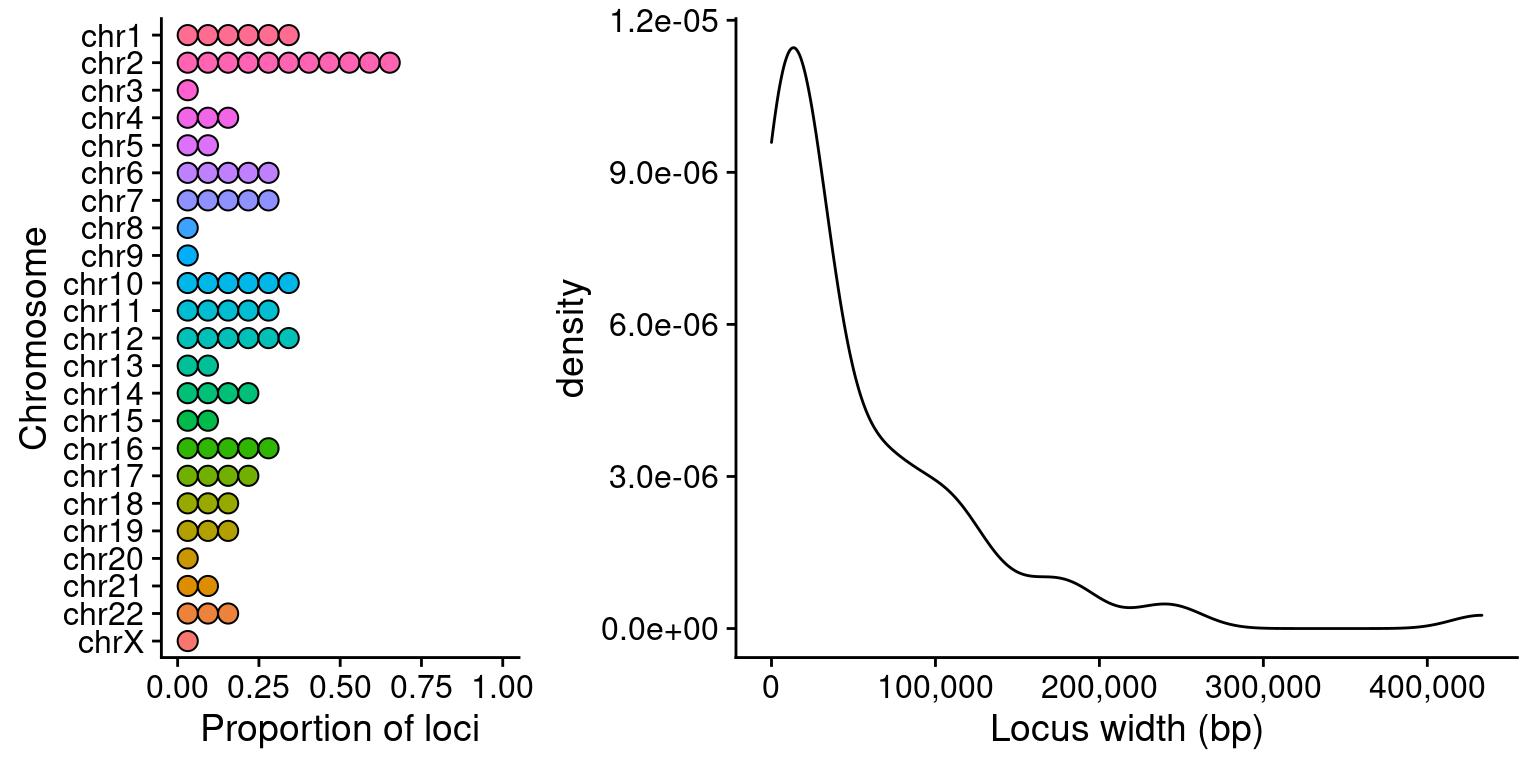 Chromosome
chr1
chr2
chr3
chr4
chr5
chr6
chr7
chr8
chr9
chr10
chr11
chr12
chr13
chr14
chr15
chr16
chr17
chr18
chr19
chr20
chr21
chr22
chrX
0.00 0.25 0.50 0.75 1.00
Proportion of loci
density
1.2e-05
9.0e-06
6.0e-06
3.0e-06
0.0e+00
0 100,000 200,000 300,000 400,000
Locus width (bp)